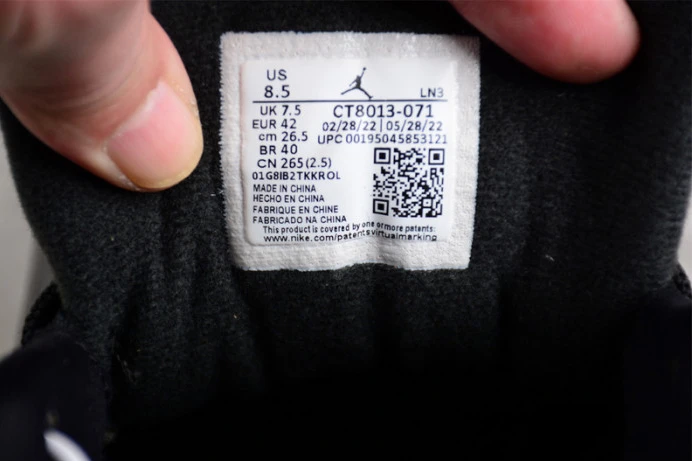 US
8.5
LN3
UK 7.5
CT8013-071
EUR 42
02/28/22 | 05/28/22
cm 26.5
UPC 00195045853121
BR 40
CN 265(2.5)
01G8IB2TKKROL
MADE IN CHINA
HECHO EN CHINA
FABRIQUE EN CHINE
FABRICADO NA CHINA
This product is covered by one or more patents:
www.nike.com/patentsvirtualmarking